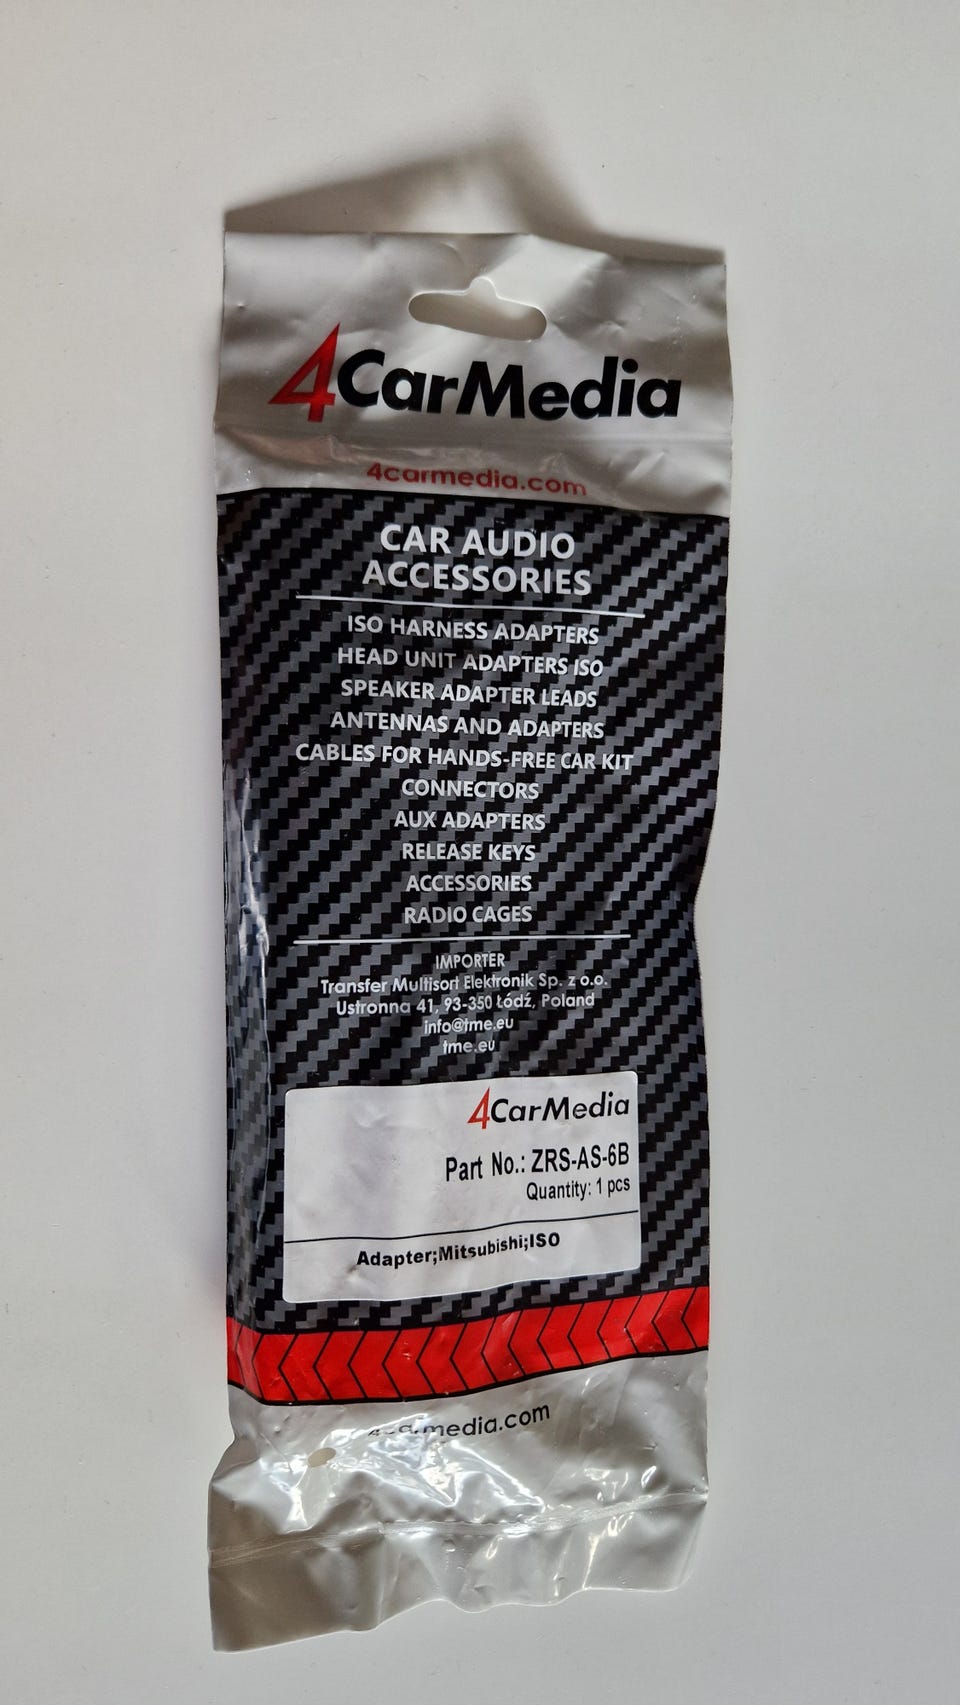 4CarMedia
4carmedia.com
CAR AUDIO
ACCESSORIES
ISO HARNESS ADAPTERS
HEAD UNIT ADAPTERS ISO
SPEAKER ADAPTER LEADS
ANTENNAS AND ADAPTERS
CABLES FOR HANDS-FREE CAR KIT
CONNECTORS
AUX ADAPTERS
RELEASE KEYS
ACCESSORIES
RADIO CAGES
IMPORTER
Transfer Multisort Elektronik Sp. z o.o.
Ustronna 41, 93-350 Łódź, Poland
info@tme.eu
tme.eu
4CarMedia
Part No.: ZRS-AS-6B
Quantity: 1 pcs
Adapter;Mitsubishi;ISO
4carmedia.com